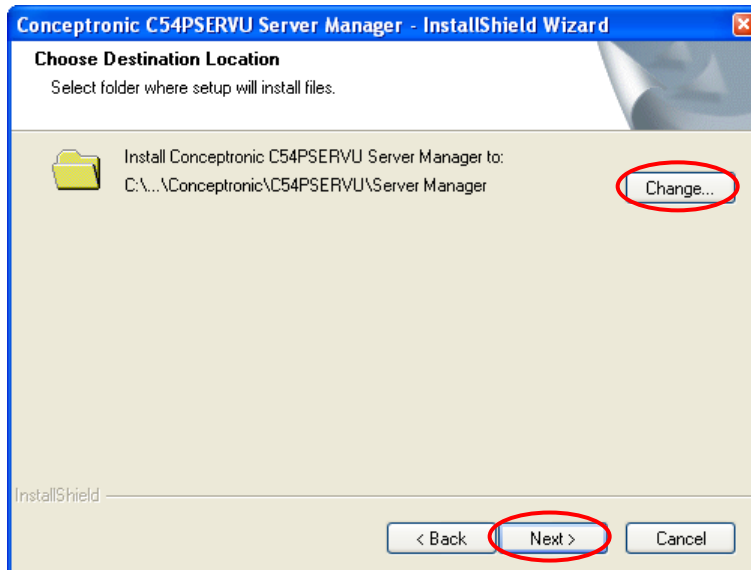 Conceptronic C54PSERVU Server Manager - InstallShield Wizard
Choose Destination Location
Select folder where setup will install files.
Install Conceptronic C54PSERVU Server Manager to:
C:\...\Conceptronic\C54PSERVU\Server Manager
Change...
InstallShield
< Back Next > Cancel